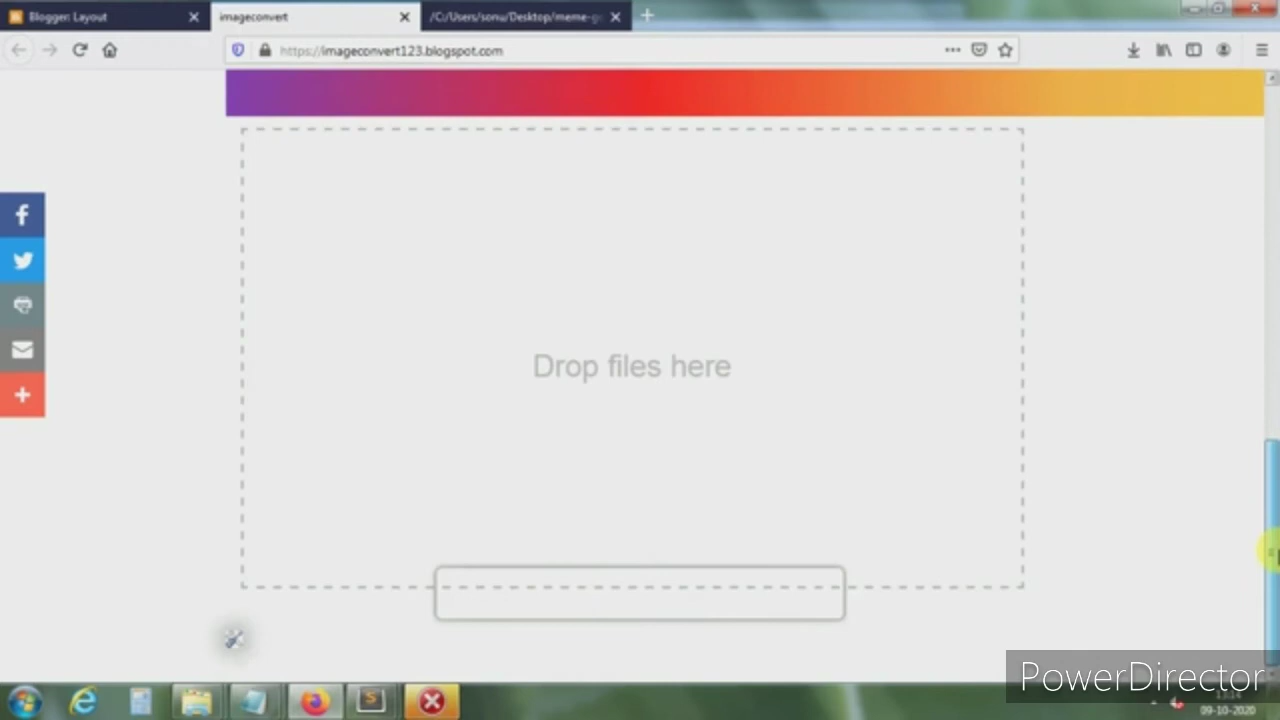 Blogger: Layout
imageconvert
/C:/Users/sonu/Desktop/meme-g
https://imageconvert123.blogspot.com
Drop files here
PowerDirector
09-10-2020